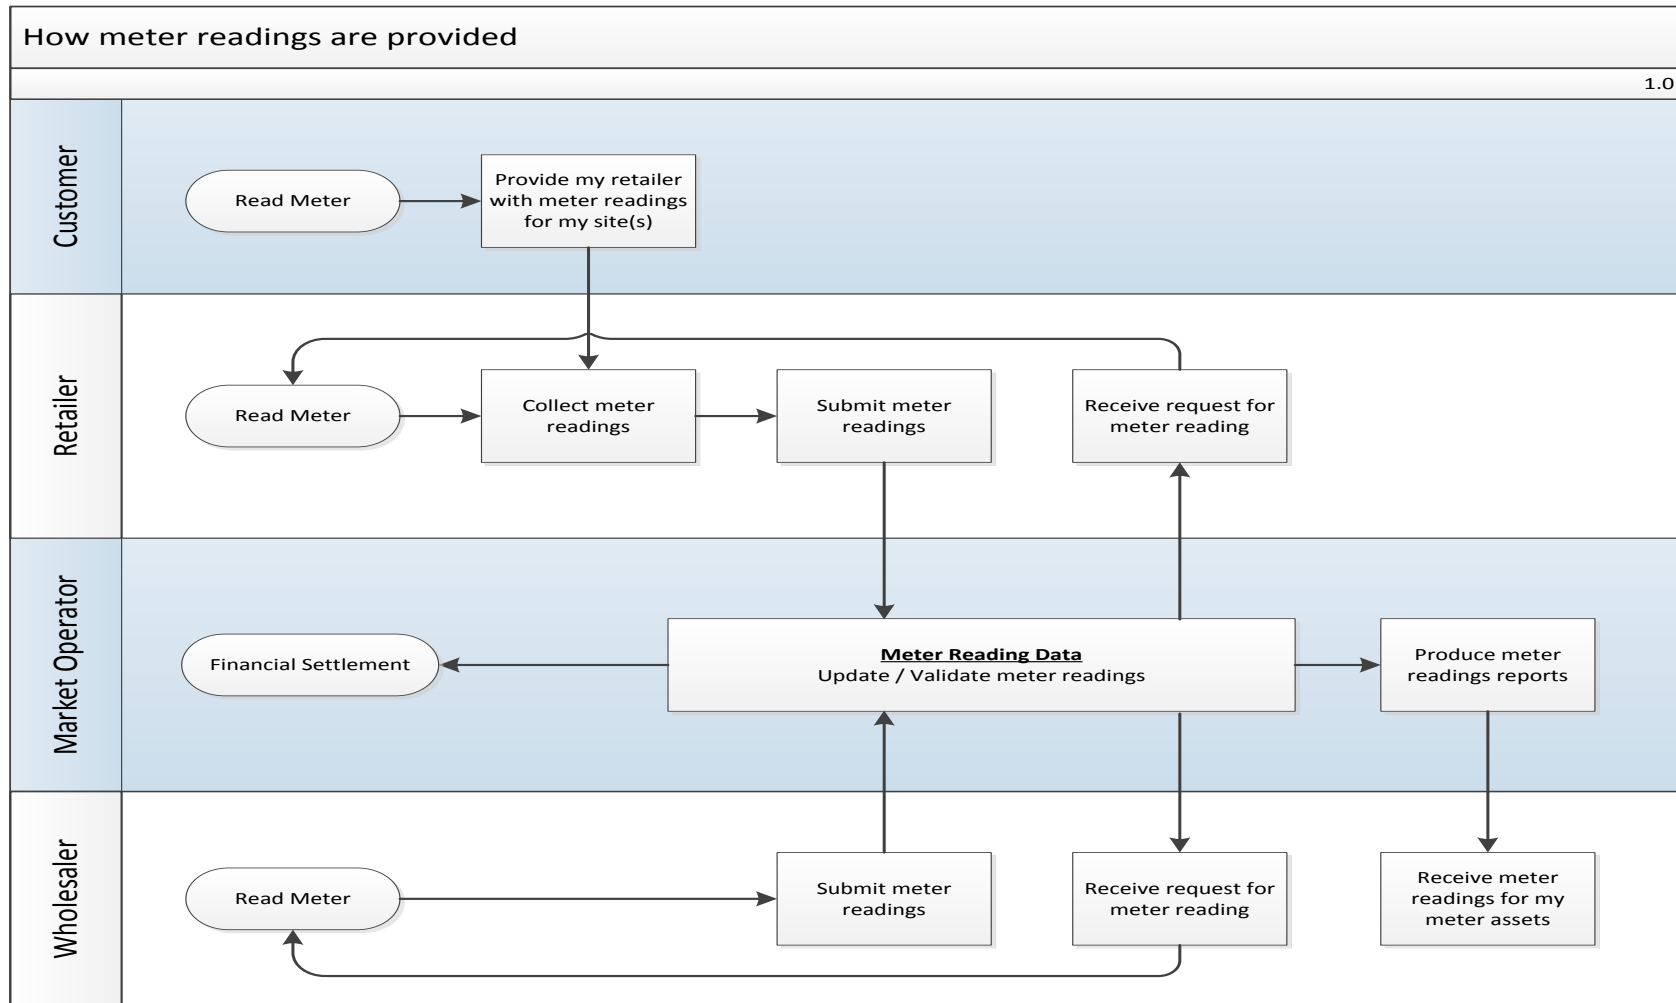 How meter readings are provided
1.0
Customer
Read Meter
Provide my retailer
with meter readings
for my site(s)
Retailer
Read Meter
Collect meter
readings
Submit meter
readings
Receive request for
meter reading
Market Operator
Financial Settlement
Meter Reading Data
Update / Validate meter readings
Produce meter
readings reports
Wholesaler
Read Meter
Submit meter
readings
Receive request for
meter reading
Receive meter
readings for my
meter assets